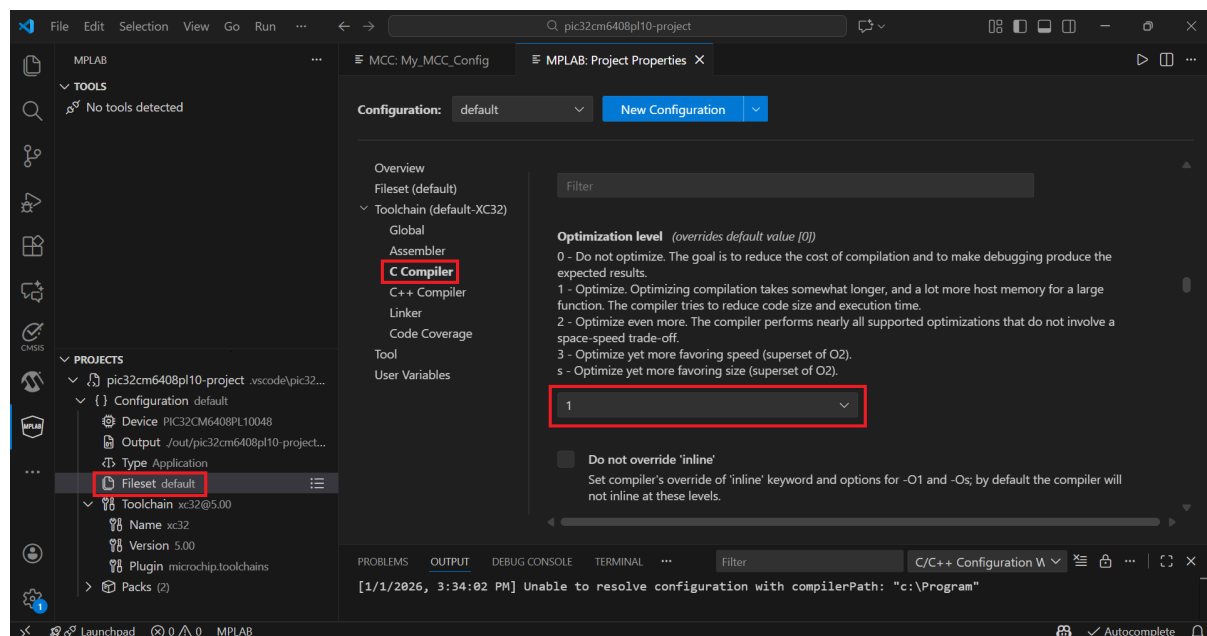 File Edit Selection View Go Run ···
pic32cm6408pl10-project
MPLAB ···
TOOLS
No tools detected
MCC: My_MCC_Config
MPLAB: Project Properties
Configuration: default New Configuration
Overview
Fileset (default)
Toolchain (default-XC32)
Global
Assembler
C Compiler
C++ Compiler
Linker
Code Coverage
Tool
User Variables
Filter
Optimization level (overrides default value [0])
0 - Do not optimize. The goal is to reduce the cost of compilation and to make debugging produce the
expected results.
1 - Optimize. Optimizing compilation takes somewhat longer, and a lot more host memory for a large
function. The compiler tries to reduce code size and execution time.
2 - Optimize even more. The compiler performs nearly all supported optimizations that do not involve a
space-speed trade-off.
3 - Optimize yet more favoring speed (superset of O2).
s - Optimize yet more favoring size (superset of O2).
1
Do not override 'inline'
Set compiler's override of 'inline' keyword and options for -O1 and -Os; by default the compiler will
not inline at these levels.
CMSIS
MPLAB
PROJECTS
pic32cm6408pl10-project .vscode\pic32...
{ } Configuration default
Device PIC32CM6408PL10048
Output ./out/pic32cm6408pl10-project...
Type Application
Fileset default
Toolchain xc32@5.00
Name xc32
Version 5.00
Plugin microchip.toolchains
Packs (2)
1
PROBLEMS OUTPUT DEBUG CONSOLE TERMINAL ··· Filter C/C++ Configuration W
[1/1/2026, 3:34:02 PM] Unable to resolve configuration with compilerPath: "c:\Program"
Launchpad 0 0 MPLAB Autocomplete